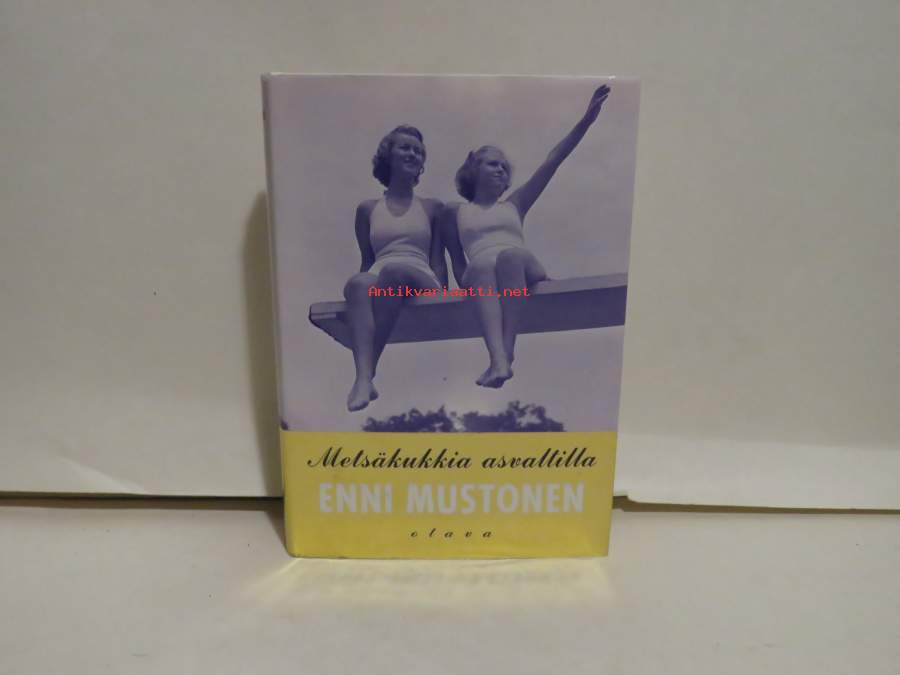 Antikvariaatti.net
Metsäkukkia asvaltilla
ENNI MUSTONEN
otava